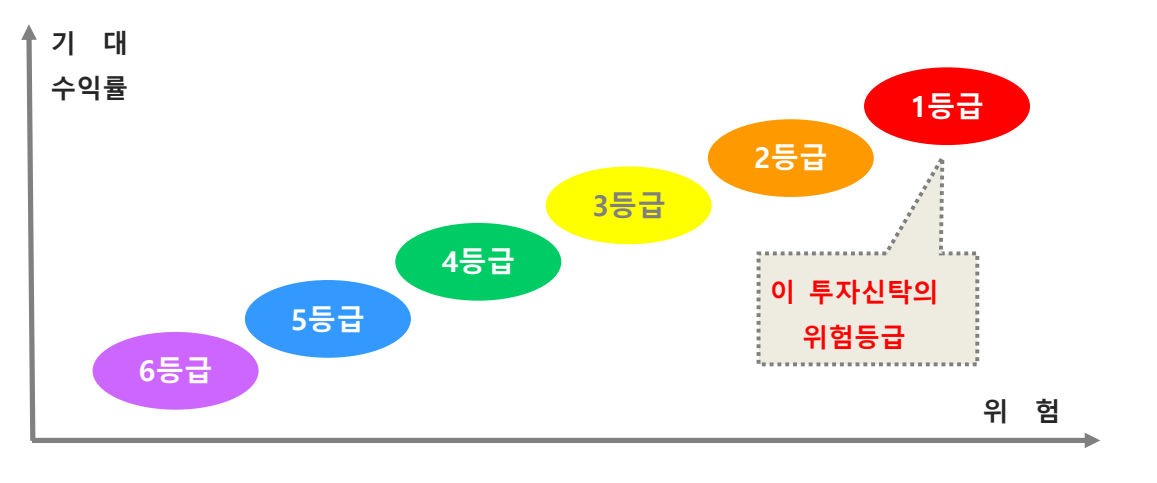 기 대
수익률
1등급
2등급
3등급
4등급
5등급
6등급
이 투자신탁의
위험등급
위 험